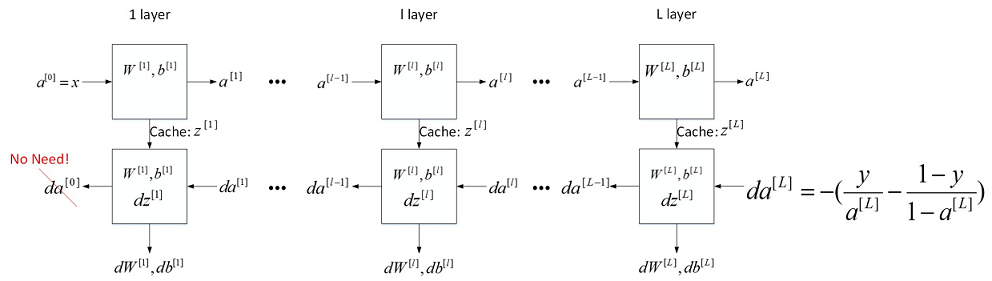 1 layer l layer L layer
a^[0] = x W^[1], b^[1] a^[1] ••• a^[l-1] W^[l], b^[l] a^[l] ••• a^[L-1] W^[L], b^[L] a^[L]
Cache: z^[1] Cache: z^[l] Cache: z^[L]
No Need!
da^[0] W^[1], b^[1] da^[1] ••• da^[l-1] W^[l], b^[l] da^[l] ••• da^[L-1] W^[L], b^[L] da^[L] = -(y/a^[L] - (1-y)/(1-a^[L]))
dz^[1] dz^[l] dz^[L]
dW^[1], db^[1] dW^[l], db^[l] dW^[L], db^[L]